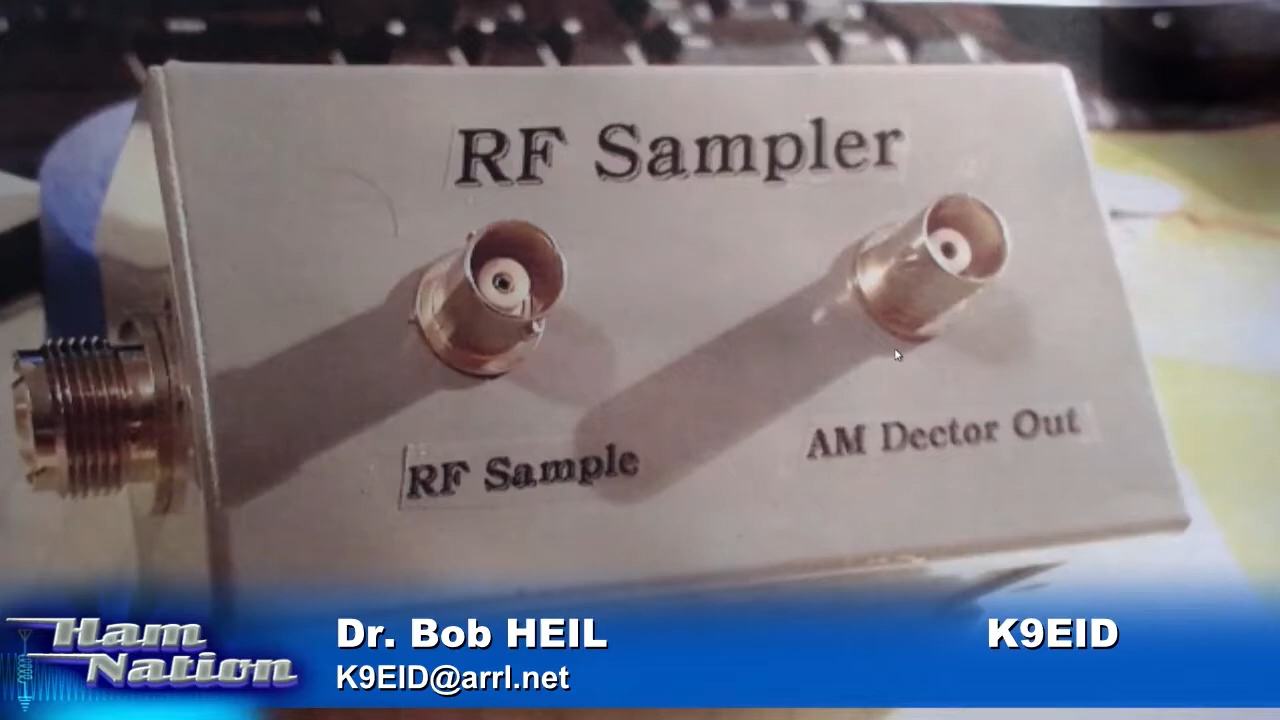 RF Sampler
RF Sample
AM Dector Out
Ham
Nation
Dr. Bob HEIL
K9EID
K9EID@arrl.net